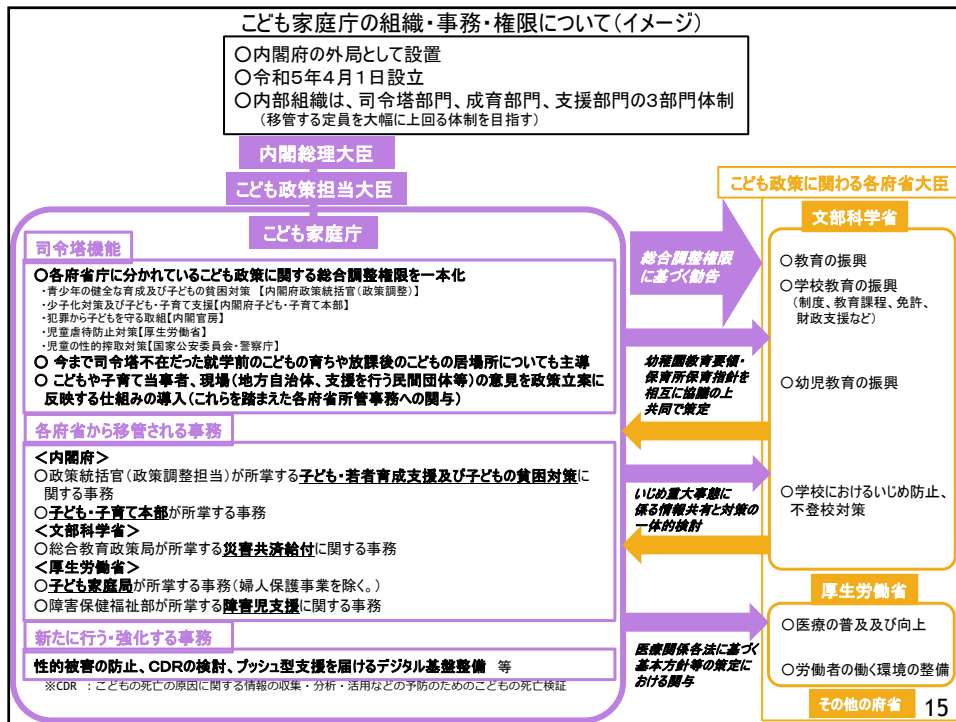 こども家庭庁の組織・事務・権限について(イメージ)
○内閣府の外局として設置
○令和5年4月1日設立
○内部組織は、司令塔部門、成育部門、支援部門の3部門体制
(移管する定員を大幅に上回る体制を目指す)
内閣総理大臣
こども政策担当大臣
こども家庭庁
司令塔機能
○各府省庁に分かれているこども政策に関する総合調整権限を一本化
・青少年の健全な育成及び子どもの貧困対策 【内閣府政策統括官(政策調整)】
・少子化対策及び子ども・子育て支援【内閣府子ども・子育て本部】
・犯罪から子どもを守る取組【内閣官房】
・児童虐待防止対策【厚生労働省】
・児童の性的搾取対策【国家公安委員会・警察庁】
○ 今まで司令塔不在だった就学前のこどもの育ちや放課後のこどもの居場所についても主導
○ こどもや子育て当事者、現場(地方自治体、支援を行う民間団体等)の意見を政策立案に
反映する仕組みの導入(これらを踏まえた各府省所管事務への関与)
各府省から移管される事務
<内閣府>
○政策統括官(政策調整担当)が所掌する子ども・若者育成支援及び子どもの貧困対策に
関する事務
○子ども・子育て本部が所掌する事務
<文部科学省>
○総合教育政策局が所掌する災害共済給付に関する事務
<厚生労働省>
○子ども家庭局が所掌する事務(婦人保護事業を除く。)
○障害保健福祉部が所掌する障害児支援に関する事務
新たに行う・強化する事務
性的被害の防止、CDRの検討、プッシュ型支援を届けるデジタル基盤整備 等
※CDR :こどもの死亡の原因に関する情報の収集・分析・活用などの予防のためのこどもの死亡検証
総合調整権限
に基づく勧告
幼稚園教育要領・
保育所保育指針を
相互に協議の上
共同で策定
いじめ重大事態に
係る情報共有と対策の
一体的検討
医療関係各法に基づく
基本方針等の策定に
おける関与
こども政策に関わる各府省大臣
文部科学省
○教育の振興
○学校教育の振興
(制度、教育課程、免許、
財政支援など)
○幼児教育の振興
○学校におけるいじめ防止、
不登校対策
厚生労働省
○医療の普及及び向上
○労働者の働く環境の整備
その他の府省
15